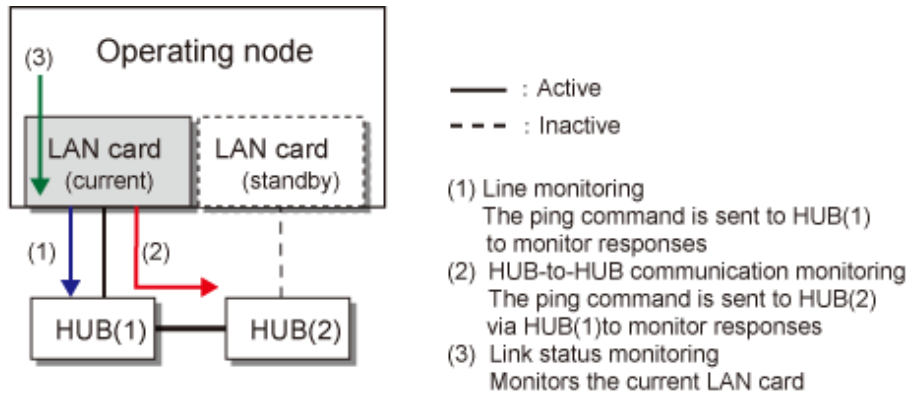 Operating node
(3)
LAN card
(current)
LAN card
(standby)
(1)
(2)
HUB(1)
HUB(2)
: Active
: Inactive
(1) Line monitoring
The ping command is sent to HUB(1)
to monitor responses
(2) HUB-to-HUB communication monitoring
The ping command is sent to HUB(2)
via HUB(1)to monitor responses
(3) Link status monitoring
Monitors the current LAN card